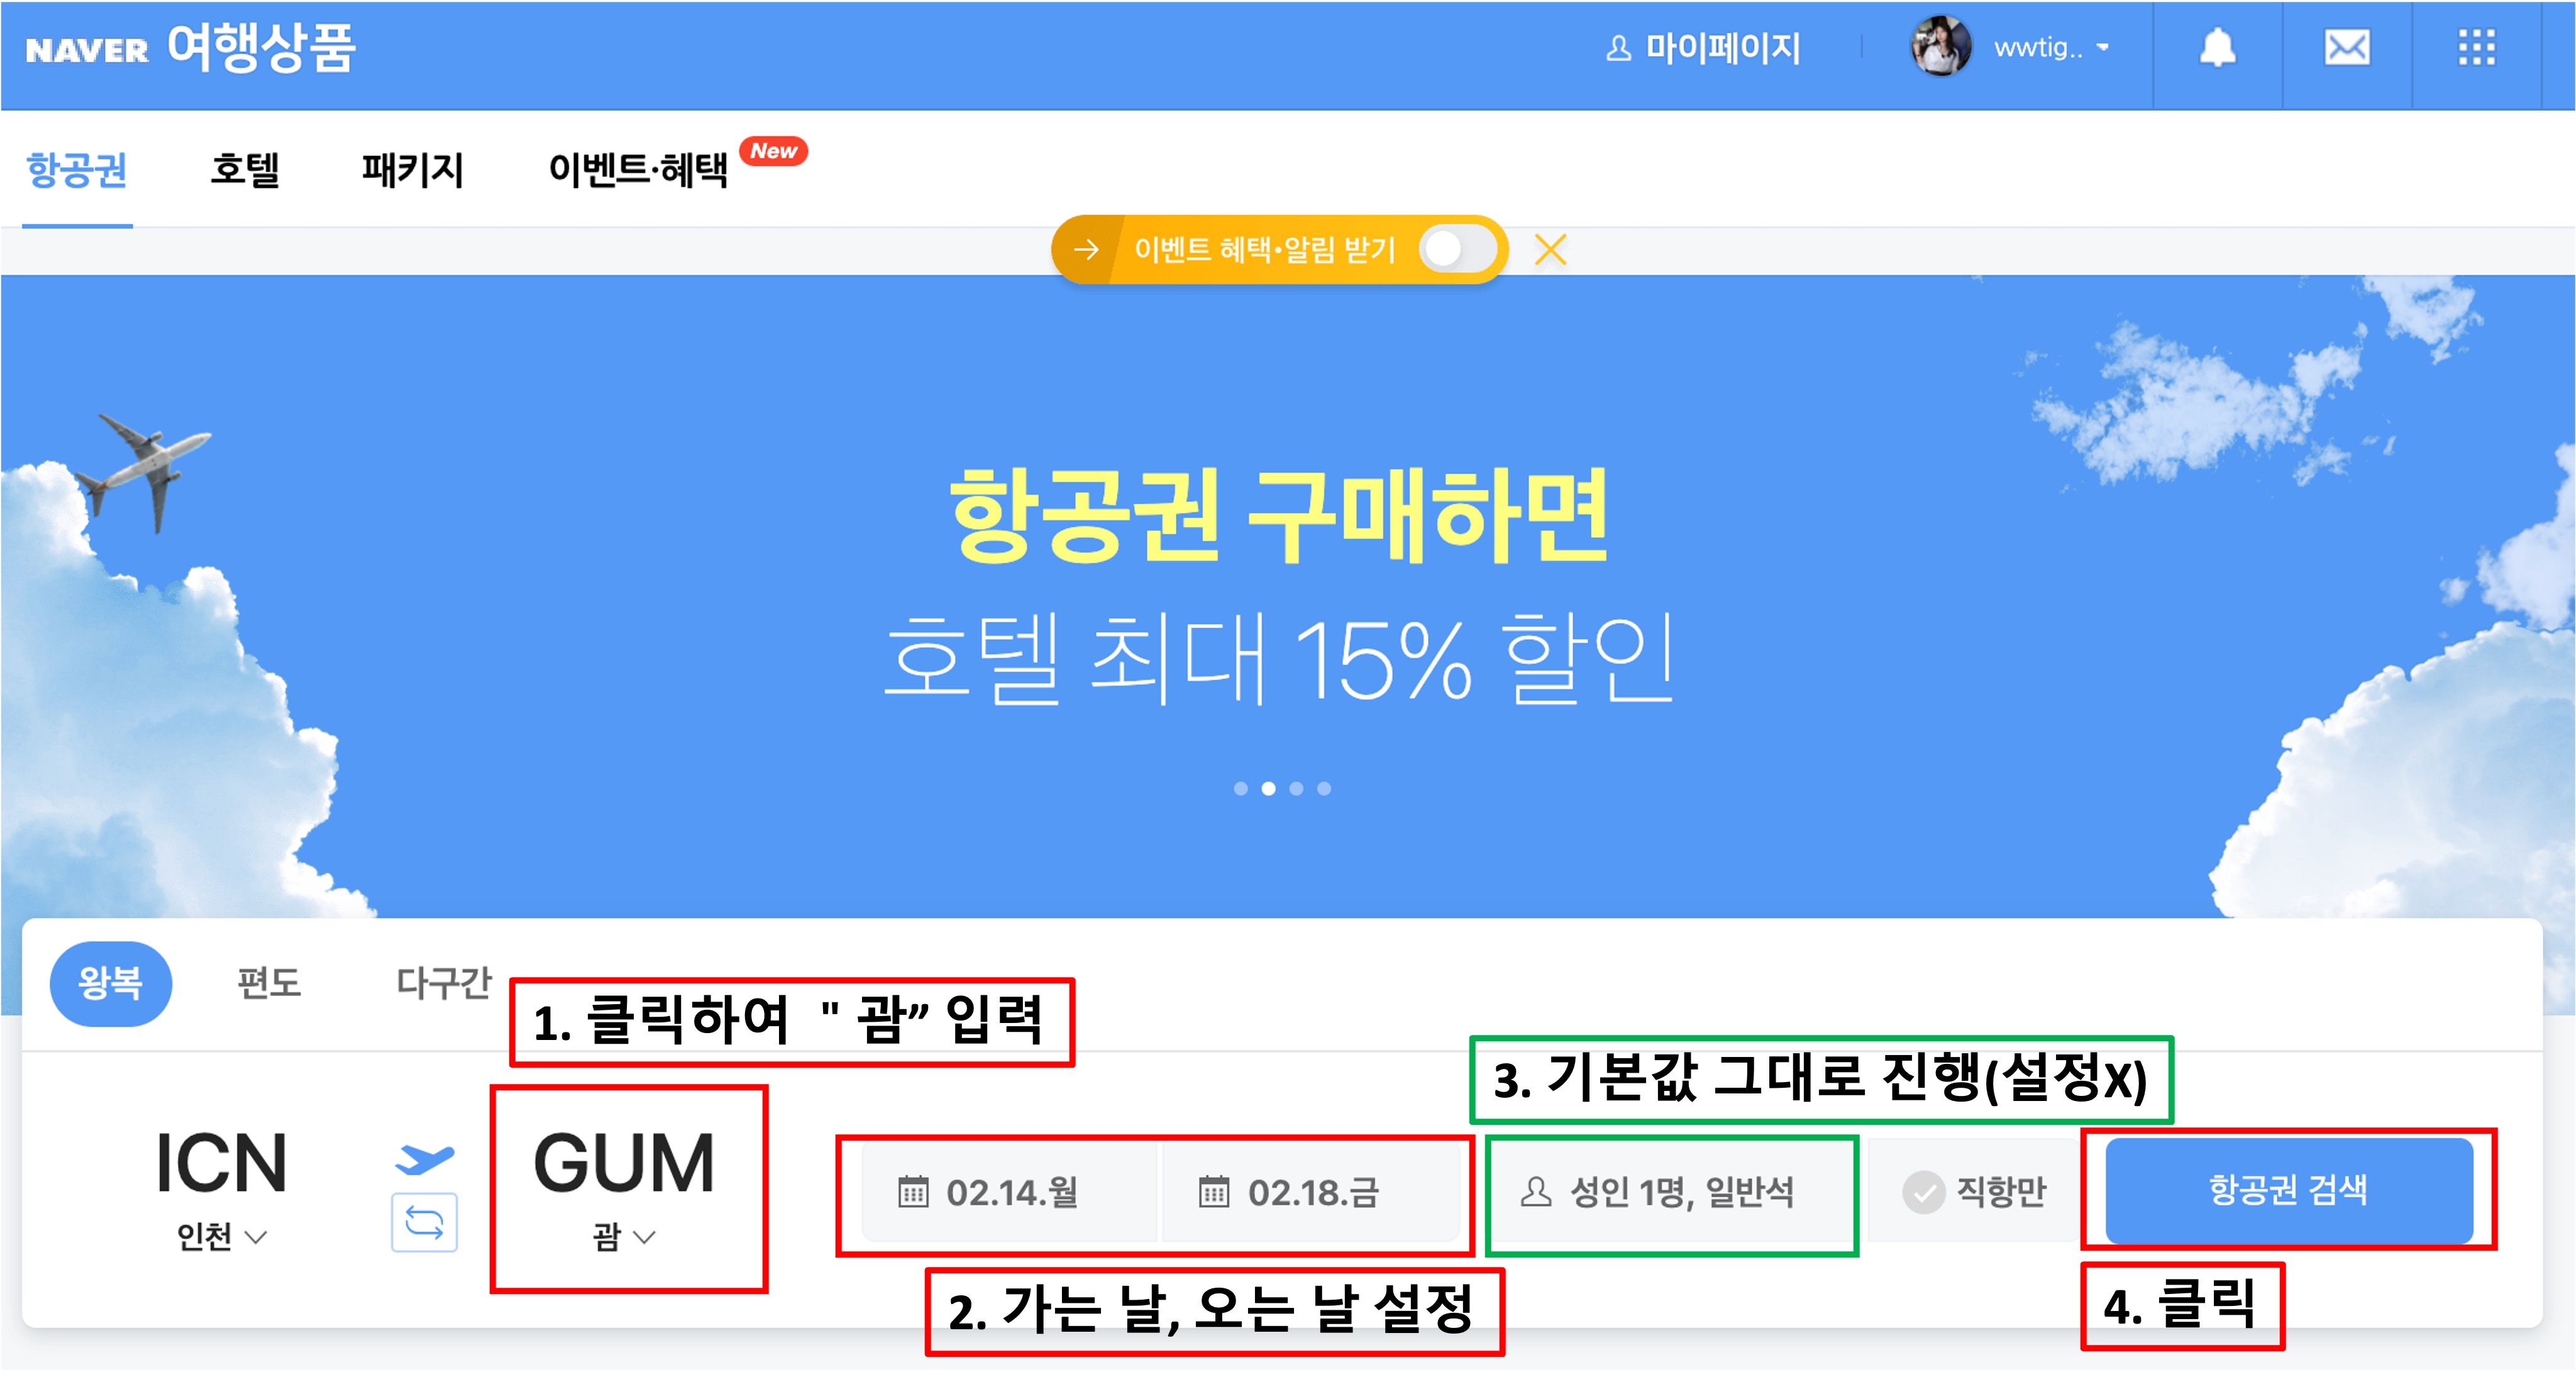 NAVER 여행상품 마이페이지 wwtig..
항공권 호텔 패키지 이벤트·혜택 New
이벤트 혜택•알림 받기
항공권 구매하면
호텔 최대 15% 할인
왕복 편도 다구간
1. 클릭하여 " 괌” 입력
3. 기본값 그대로 진행(설정X)
ICN GUM
인천 괌
02.14.월 02.18.금 성인 1명, 일반석 직항만 항공권 검색
2. 가는 날, 오는 날 설정
4. 클릭